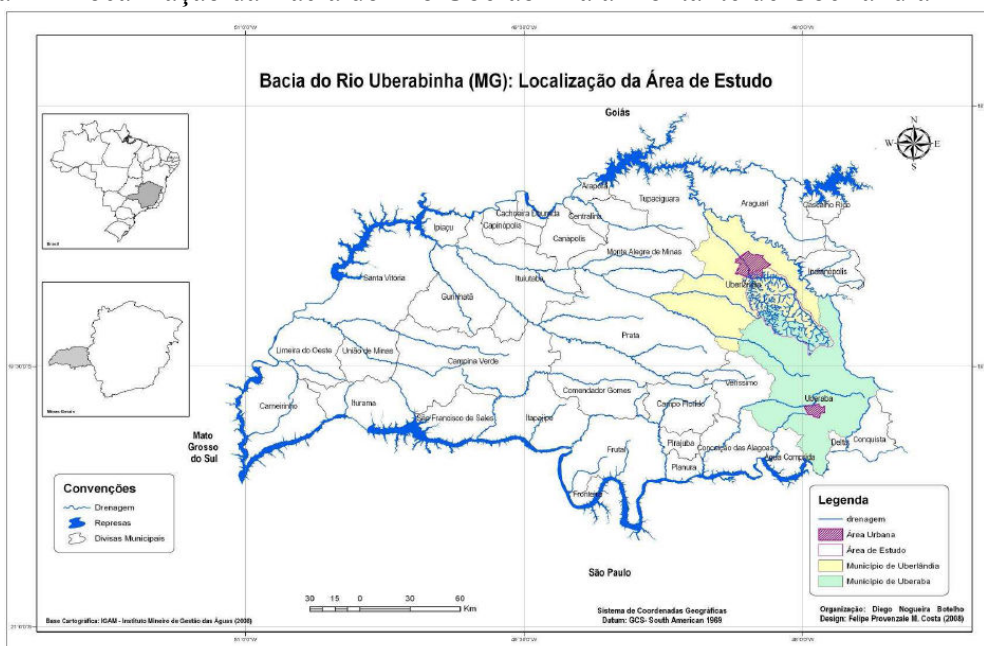 Bacia do Rio Uberabinha (MG): Localização da Área de Estudo
Goiás
N
W
E
S
Brasil
Minas Gerais
Araporã
Tupaciguara
Araguari
Cascalho Rico
Cachoeira Dourada
Centralina
Ipiaçu
Capinópolis
Canápolis
Monte Alegre de Minas
Indianópolis
Santa Vitória
Ituiutaba
Uberlândia
Gurinhatã
Prata
Limeira do Oeste
União de Minas
Campina Verde
Veríssimo
Comendador Gomes
Uberaba
Carneirinho
Iturama
São Francisco de Sales
Itapagipe
Campo Florido
Mato
Grosso
do Sul
Pirajuba
Conceição das Alagoas
Delta
Conquista
Frutal
Água Comprida
Planura
Fronteira
São Paulo
Convenções
Drenagem
Represas
Divisas Municipais
Legenda
drenagem
Área Urbana
Área de Estudo
Município de Uberlândia
Município de Uberaba
30 15 0 30 60
Km
Base Cartográfica: IGAM - Instituto Mineiro de Gestão das Águas (2008)
Sistema de Coordenadas Geográficas
Datum: GCS- South American 1969
Organização: Diego Nogueira Botelho
Design: Felipe Provenzale M. Costa (2008)